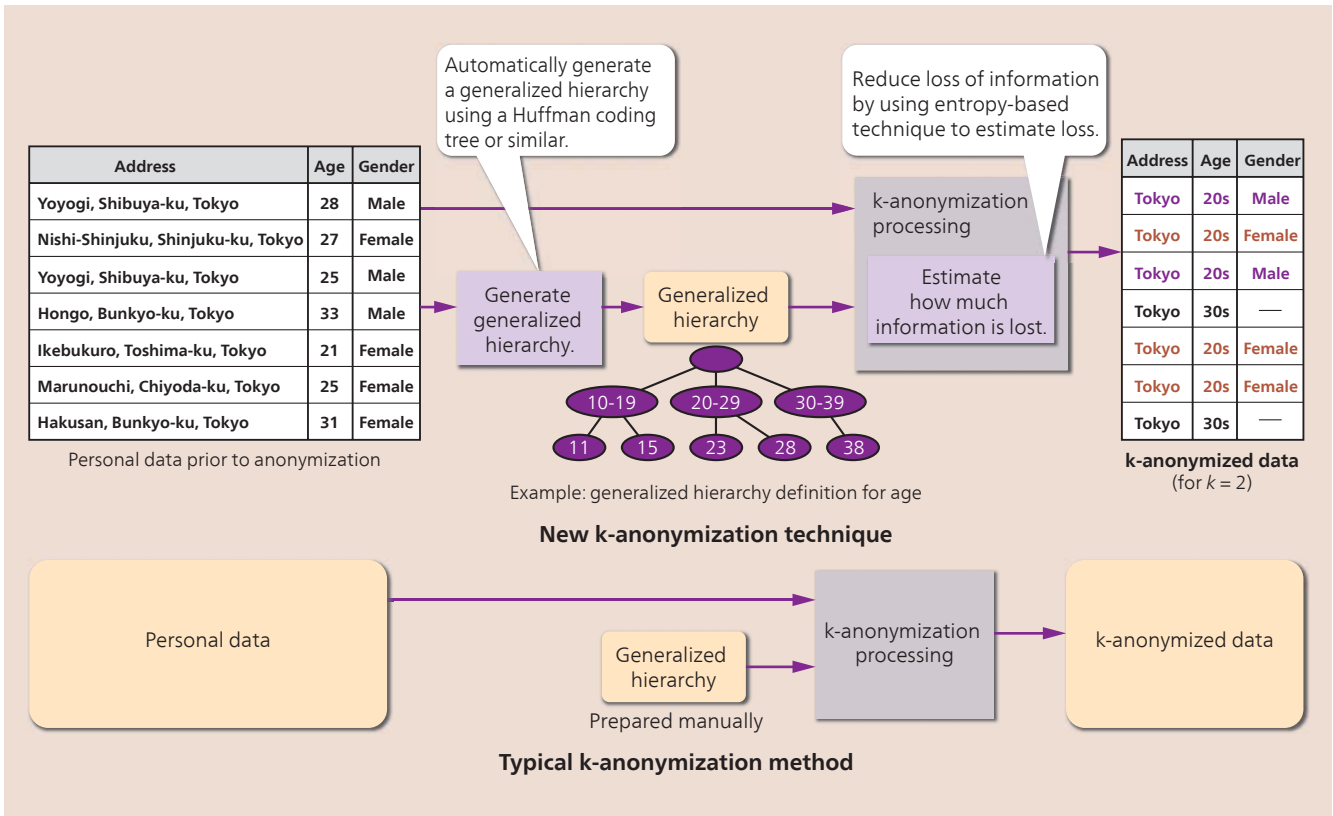 Automatically generate
a generalized hierarchy
using a Huffman coding
tree or similar.
Reduce loss of information
by using entropy-based
technique to estimate loss.
Address Age Gender
Yoyogi, Shibuya-ku, Tokyo 28 Male
Nishi-Shinjuku, Shinjuku-ku, Tokyo 27 Female
Yoyogi, Shibuya-ku, Tokyo 25 Male
Hongo, Bunkyo-ku, Tokyo 33 Male
Ikebukuro, Toshima-ku, Tokyo 21 Female
Marunouchi, Chiyoda-ku, Tokyo 25 Female
Hakusan, Bunkyo-ku, Tokyo 31 Female
Personal data prior to anonymization
Generate
generalized
hierarchy.
Generalized
hierarchy
10-19 20-29 30-39
11 15 23 28 38
Example: generalized hierarchy definition for age
k-anonymization
processing
Estimate
how much
information is lost.
Address Age Gender
Tokyo 20s Male
Tokyo 20s Female
Tokyo 20s Male
Tokyo 30s —
Tokyo 20s Female
Tokyo 20s Female
Tokyo 30s —
k-anonymized data
(for k = 2)
New k-anonymization technique
Personal data
Generalized
hierarchy
Prepared manually
k-anonymization
processing
k-anonymized data
Typical k-anonymization method